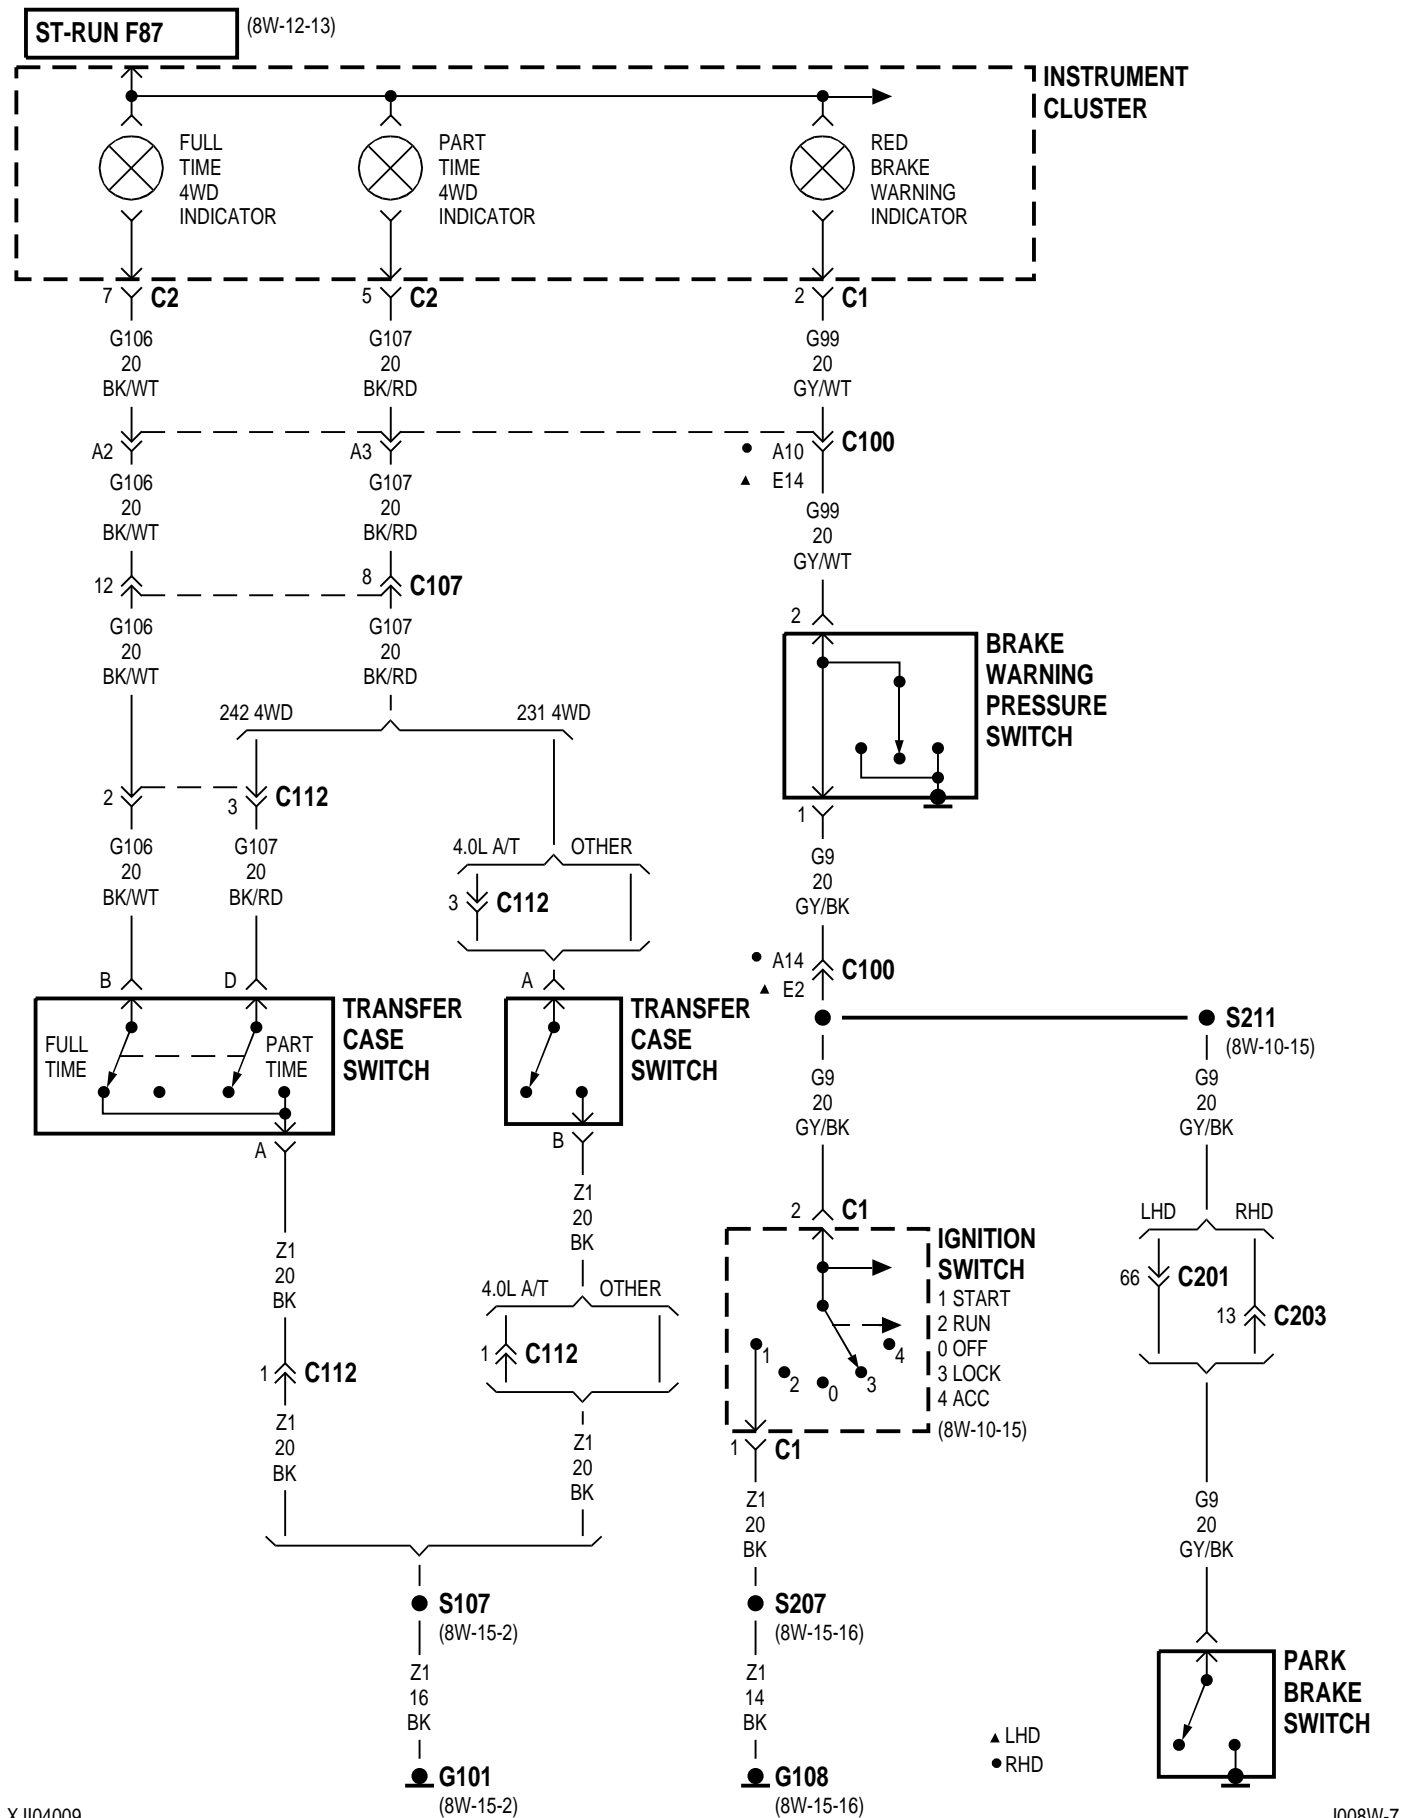 ST-RUN F87
(8W-12-13)
INSTRUMENT
CLUSTER
FULL
TIME
4WD
INDICATOR
PART
TIME
4WD
INDICATOR
RED
BRAKE
WARNING
INDICATOR
7 C2
5 C2
2 C1
G106
20
BK/WT
G107
20
BK/RD
G99
20
GY/WT
A2
A3
A10
E14
C100
G106
20
BK/WT
G107
20
BK/RD
G99
20
GY/WT
12
8 C107
G106
20
BK/WT
G107
20
BK/RD
2
BRAKE
WARNING
PRESSURE
SWITCH
242 4WD
231 4WD
2
3 C112
1
G106
20
BK/WT
G107
20
BK/RD
4.0L A/T OTHER
3 C112
G9
20
GY/BK
A14
E2
C100
B
D
A
TRANSFER
CASE
SWITCH
FULL
TIME
PART
TIME
TRANSFER
CASE
SWITCH
S211
(8W-10-15)
G9
20
GY/BK
G9
20
GY/BK
A
B
Z1
20
BK
Z1
20
BK
2 C1
LHD RHD
IGNITION
SWITCH
1 START
2 RUN
0 OFF
3 LOCK
4 ACC
(8W-10-15)
1
2
0
3
4
66 C201
13 C203
4.0L A/T OTHER
1 C112
1 C112
Z1
20
BK
Z1
20
BK
1 C1
Z1
20
BK
G9
20
GY/BK
S107
(8W-15-2)
S207
(8W-15-16)
Z1
16
BK
Z1
14
BK
PARK
BRAKE
SWITCH
LHD
RHD
G101
(8W-15-2)
G108
(8W-15-16)
XJI04009
J008W-7